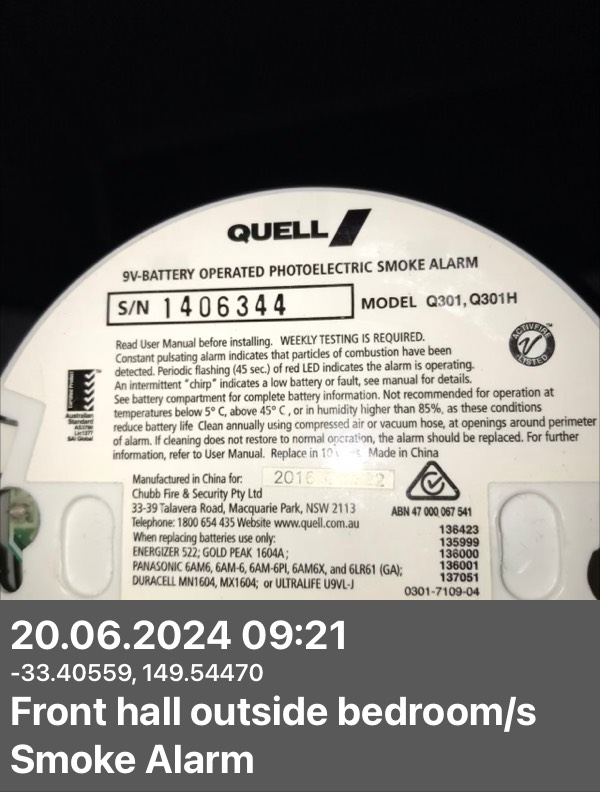 QUELL
9V-BATTERY OPERATED PHOTOELECTRIC SMOKE ALARM
S/N 1406344 MODEL Q301, Q301H
ACTIVFIRE
LISTED
Read User Manual before installing. WEEKLY TESTING IS REQUIRED.
Constant pulsating alarm indicates that particles of combustion have been
detected. Periodic flashing (45 sec.) of red LED indicates the alarm is operating.
An intermittent "chirp" indicates a low battery or fault, see manual for details.
See battery compartment for complete battery information. Not recommended for operation at
temperatures below 5° C, above 45° C, or in humidity higher than 85%, as these conditions
reduce battery life Clean annually using compressed air or vacuum hose, at openings around perimeter
of alarm. If cleaning does not restore to normal operation, the alarm should be replaced. For further
information, refer to User Manual. Replace in 10 Made in China
Australian
Standard
AS3786
SAI Global
Manufactured in China for: 2016 22
Chubb Fire & Security Pty Ltd
33-39 Talavera Road, Macquarie Park, NSW 2113
Telephone: 1800 654 435 Website www.quell.com.au
When replacing batteries use only:
ENERGIZER 522; GOLD PEAK 1604A;
PANASONIC 6AM6, 6AM-6, 6AM-6PI, 6AM6X, and 6LR61 (GA);
DURACELL MN1604, MX1604; or ULTRALIFE U9VL-J
ABN 47 000 067 541
136423
135999
136000
136001
137051
0301-7109-04
20.06.2024 09:21
-33.40559, 149.54470
Front hall outside bedroom/s
Smoke Alarm